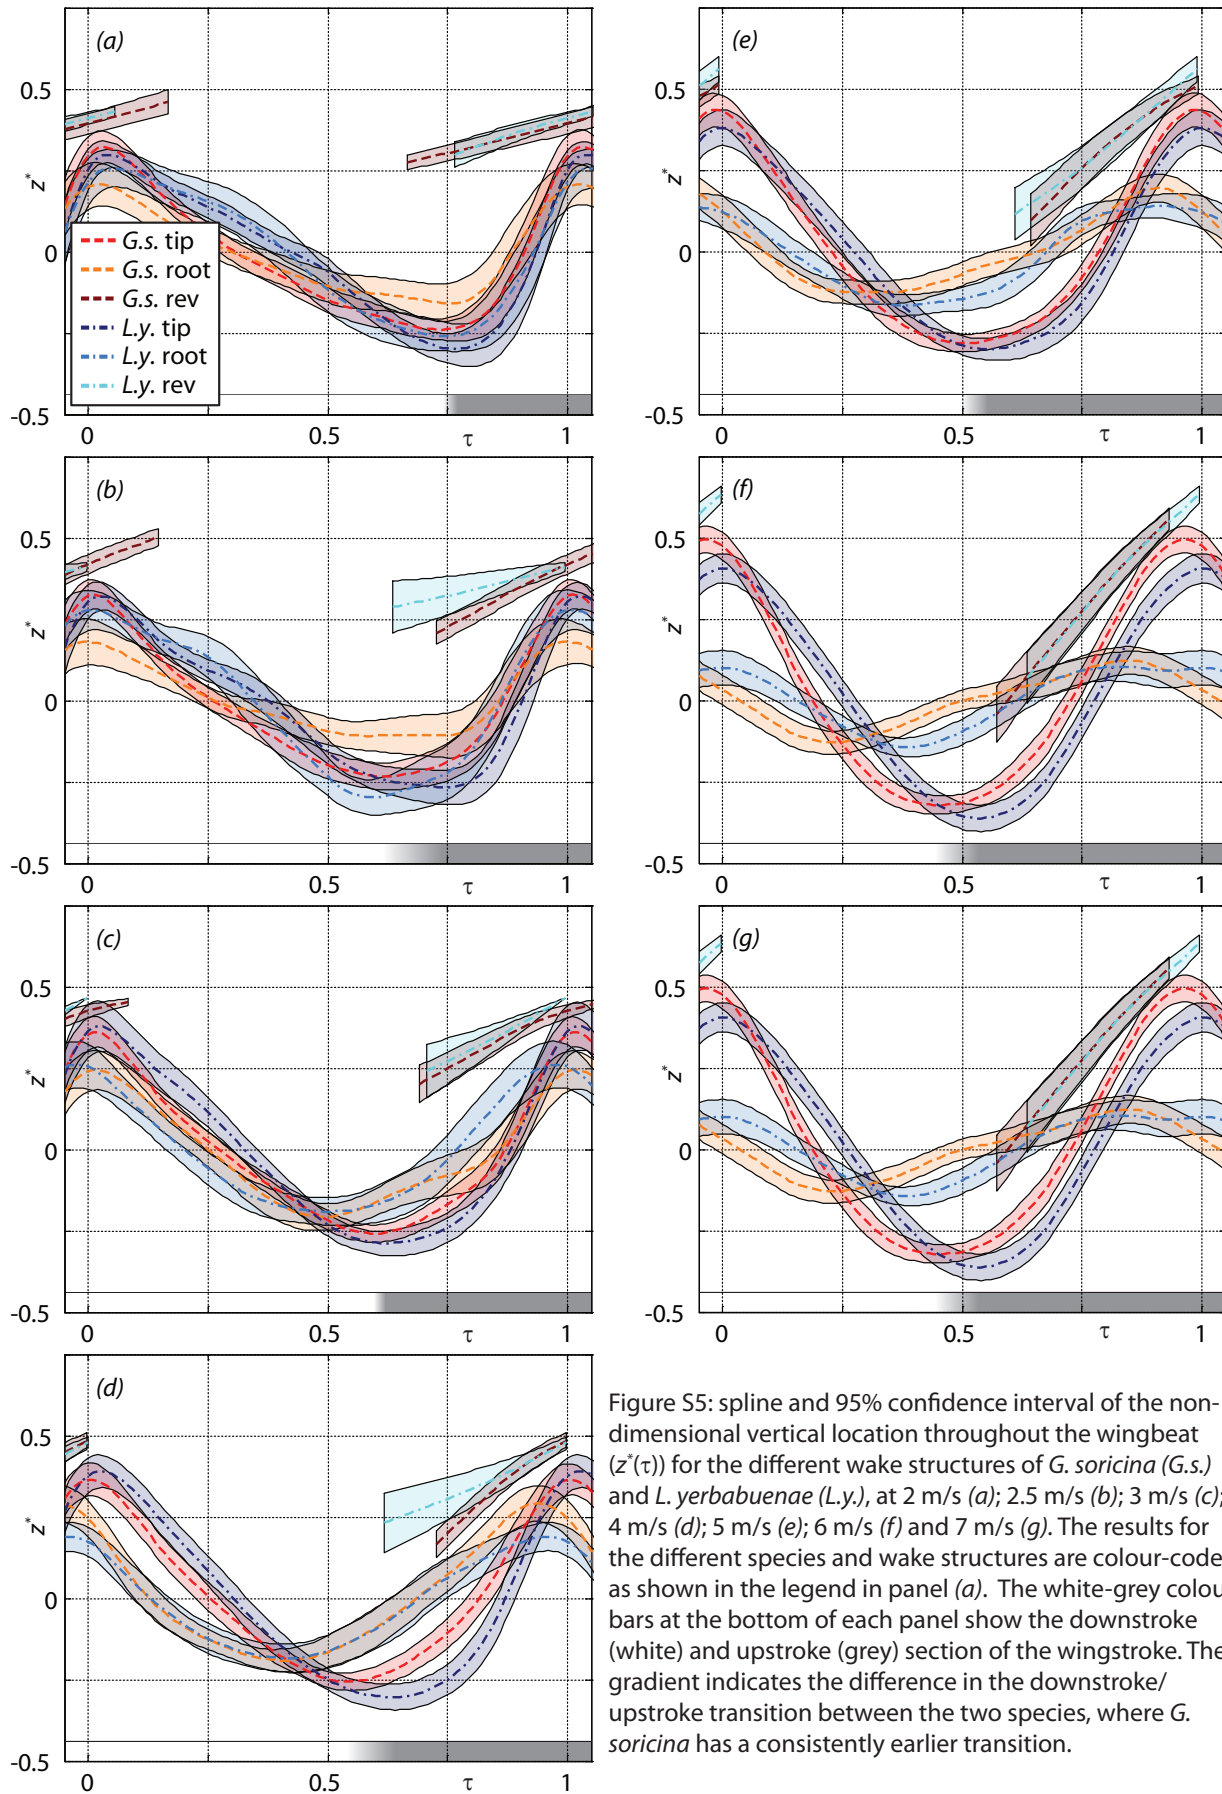 (a)
0.5
z*
0
-0.5
G.s. tip
G.s. root
G.s. rev
L.y. tip
L.y. root
L.y. rev
0 0.5 τ 1
(b)
0.5
z*
0
-0.5
0 0.5 τ 1
(c)
0.5
z*
0
-0.5
0 0.5 τ 1
(d)
0.5
z*
0
-0.5
0 0.5 τ 1
(e)
0.5
z*
0
-0.5
0 0.5 τ 1
(f)
0.5
z*
0
-0.5
0 0.5 τ 1
(g)
0.5
z*
0
-0.5
0 0.5 τ 1
Figure S5: spline and 95% confidence interval of the non-
dimensional vertical location throughout the wingbeat
(z*(τ)) for the different wake structures of G. soricina (G.s.)
and L. yerbabuenae (L.y.), at 2 m/s (a); 2.5 m/s (b); 3 m/s (c);
4 m/s (d); 5 m/s (e); 6 m/s (f) and 7 m/s (g). The results for
the different species and wake structures are colour-code
as shown in the legend in panel (a). The white-grey colou
bars at the bottom of each panel show the downstroke
(white) and upstroke (grey) section of the wingstroke. The
gradient indicates the difference in the downstroke/
upstroke transition between the two species, where G.
soricina has a consistently earlier transition.